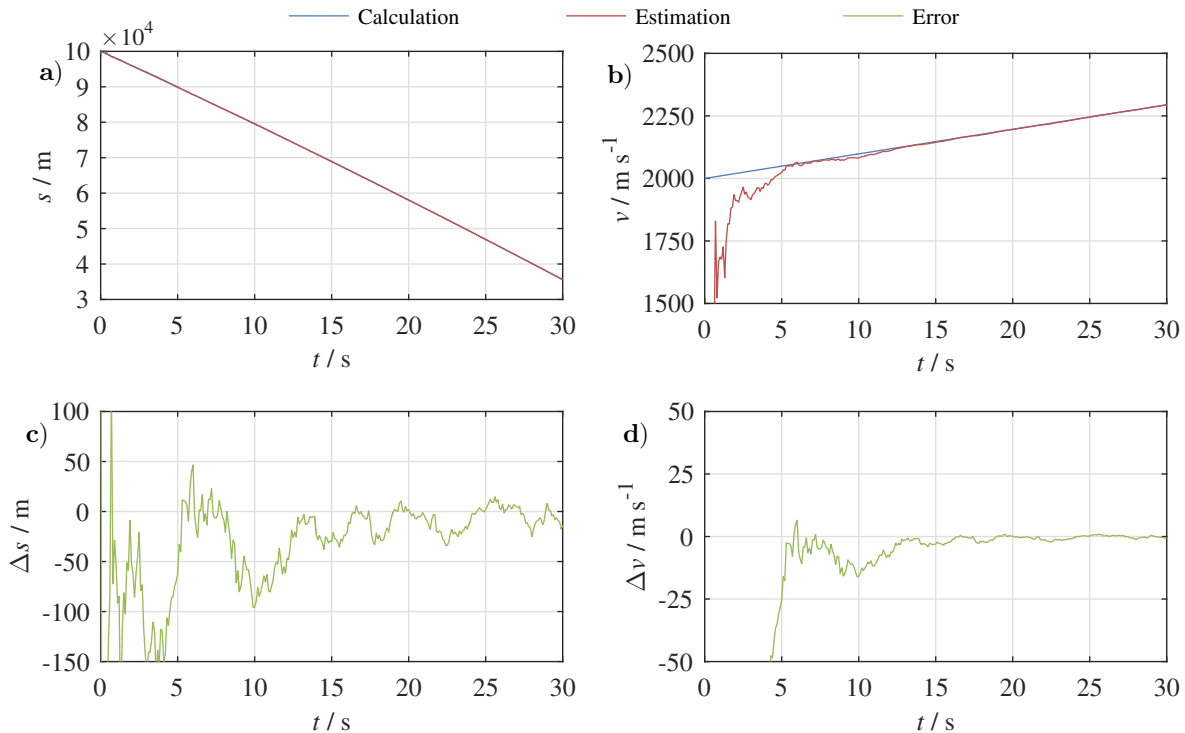 Calculation Estimation Error
a)
×10⁴
10
9
8
7
6
5
4
3
s / m
0 5 10 15 20 25 30
t / s
b)
2500
2250
2000
1750
1500
v / m s⁻¹
0 5 10 15 20 25 30
t / s
c)
100
50
0
-50
-100
-150
Δs / m
0 5 10 15 20 25 30
t / s
d)
50
25
0
-25
-50
Δv / m s⁻¹
0 5 10 15 20 25 30
t / s